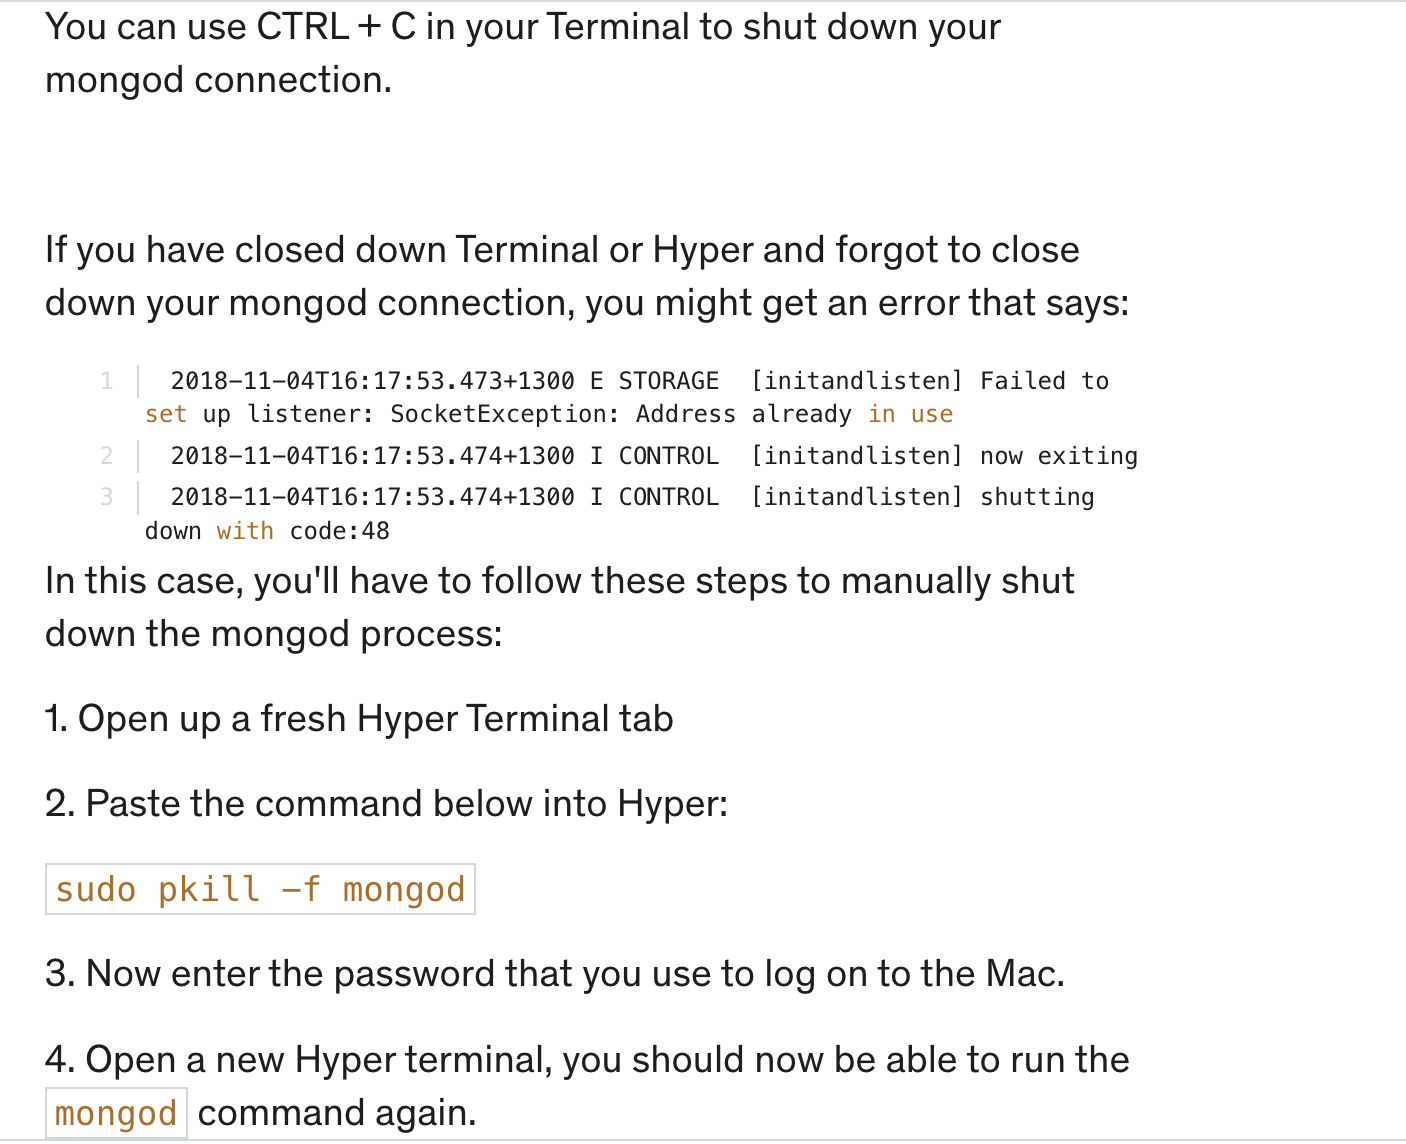 You can use CTRL + C in your Terminal to shut down your
mongod connection.
If you have closed down Terminal or Hyper and forgot to close
down your mongod connection, you might get an error that says:
1 2018-11-04T16:17:53.473+1300 E STORAGE [initandlisten] Failed to
set up listener: SocketException: Address already in use
2 2018-11-04T16:17:53.474+1300 I CONTROL [initandlisten] now exiting
3 2018-11-04T16:17:53.474+1300 I CONTROL [initandlisten] shutting
down with code:48
In this case, you'll have to follow these steps to manually shut
down the mongod process:
1. Open up a fresh Hyper Terminal tab
2. Paste the command below into Hyper:
sudo pkill -f mongod
3. Now enter the password that you use to log on to the Mac.
4. Open a new Hyper terminal, you should now be able to run the
mongod command again.